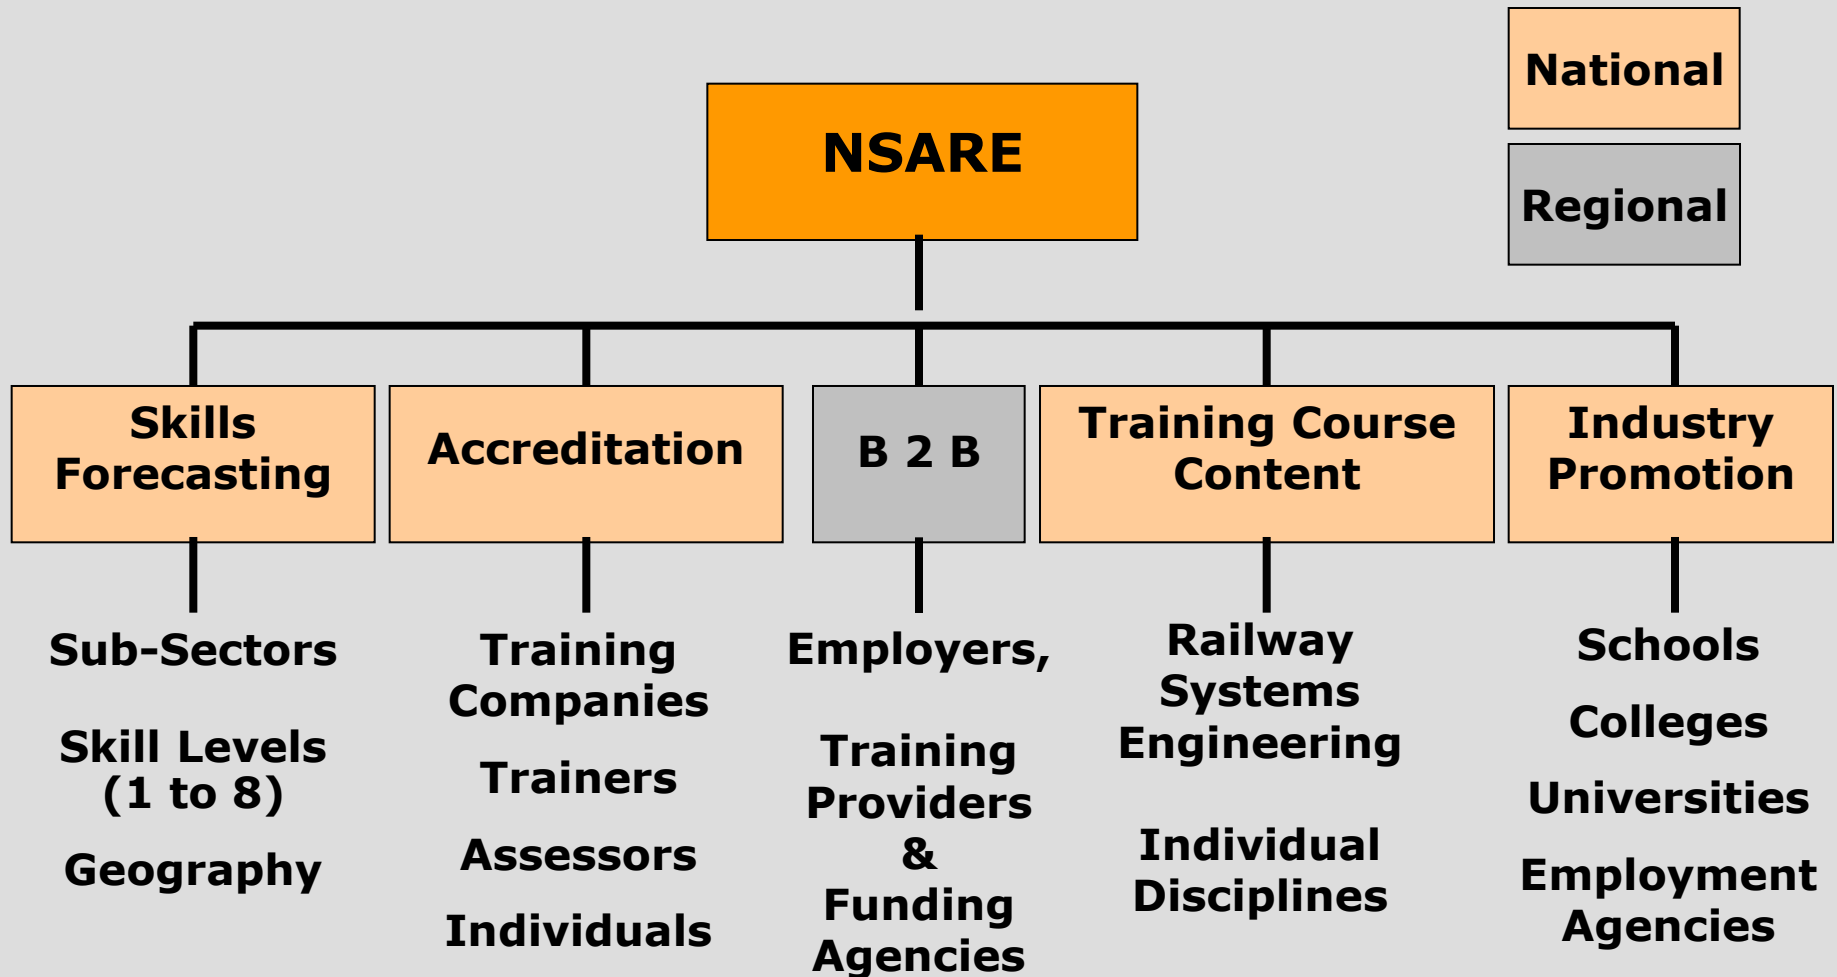 National
NSARE
Regional
Skills
Forecasting
Accreditation
B 2 B
Training Course
Content
Industry
Promotion
Sub-Sectors
Skill Levels
(1 to 8)
Geography
Training
Companies
Trainers
Assessors
Individuals
Employers,
Training
Providers
&
Funding
Agencies
Railway
Systems
Engineering
Individual
Disciplines
Schools
Colleges
Universities
Employment
Agencies